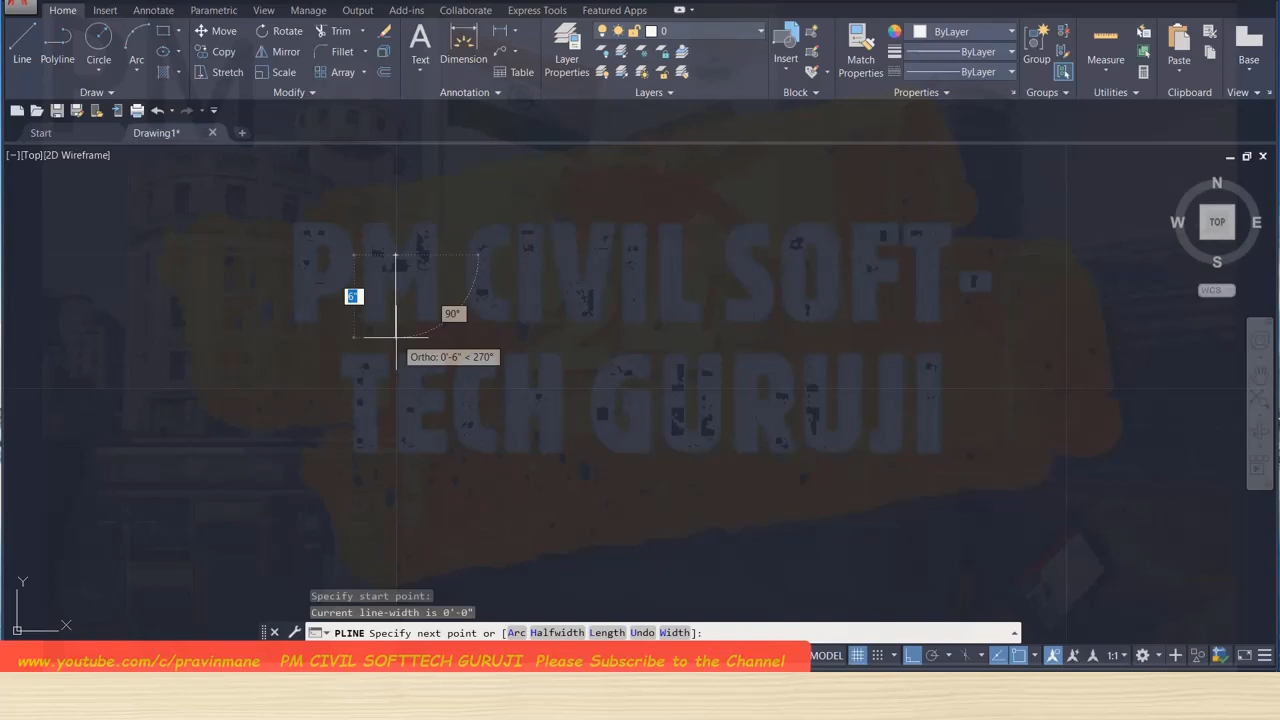 Home Insert Annotate Parametric View Manage Output Add-ins Collaborate Express Tools Featured Apps
Move Rotate Trim 0 ByLayer
Line Polyline Circle Arc Copy Mirror Fillet Text Dimension Layer Properties Insert Match Properties ByLayer Group Measure Paste Base
Stretch Scale Array Table ByLayer
Draw Modify Annotation Layers Block Properties Groups Utilities Clipboard View
Start Drawing1*
[−][Top][2D Wireframe]
N
W TOP E
S
WCS
PM CIVIL SOFT-
TECH GURUJI
6"
90°
Ortho: 0'-6" < 270°
Y
X
Specify start point:
Current line-width is 0'-0"
PLINE Specify next point or [Arc Halfwidth Length Undo Width]:
www.youtube.com/c/pravinmane PM CIVIL SOFTTECH GURUJI Please Subscribe to the Channel
MODEL 1:1